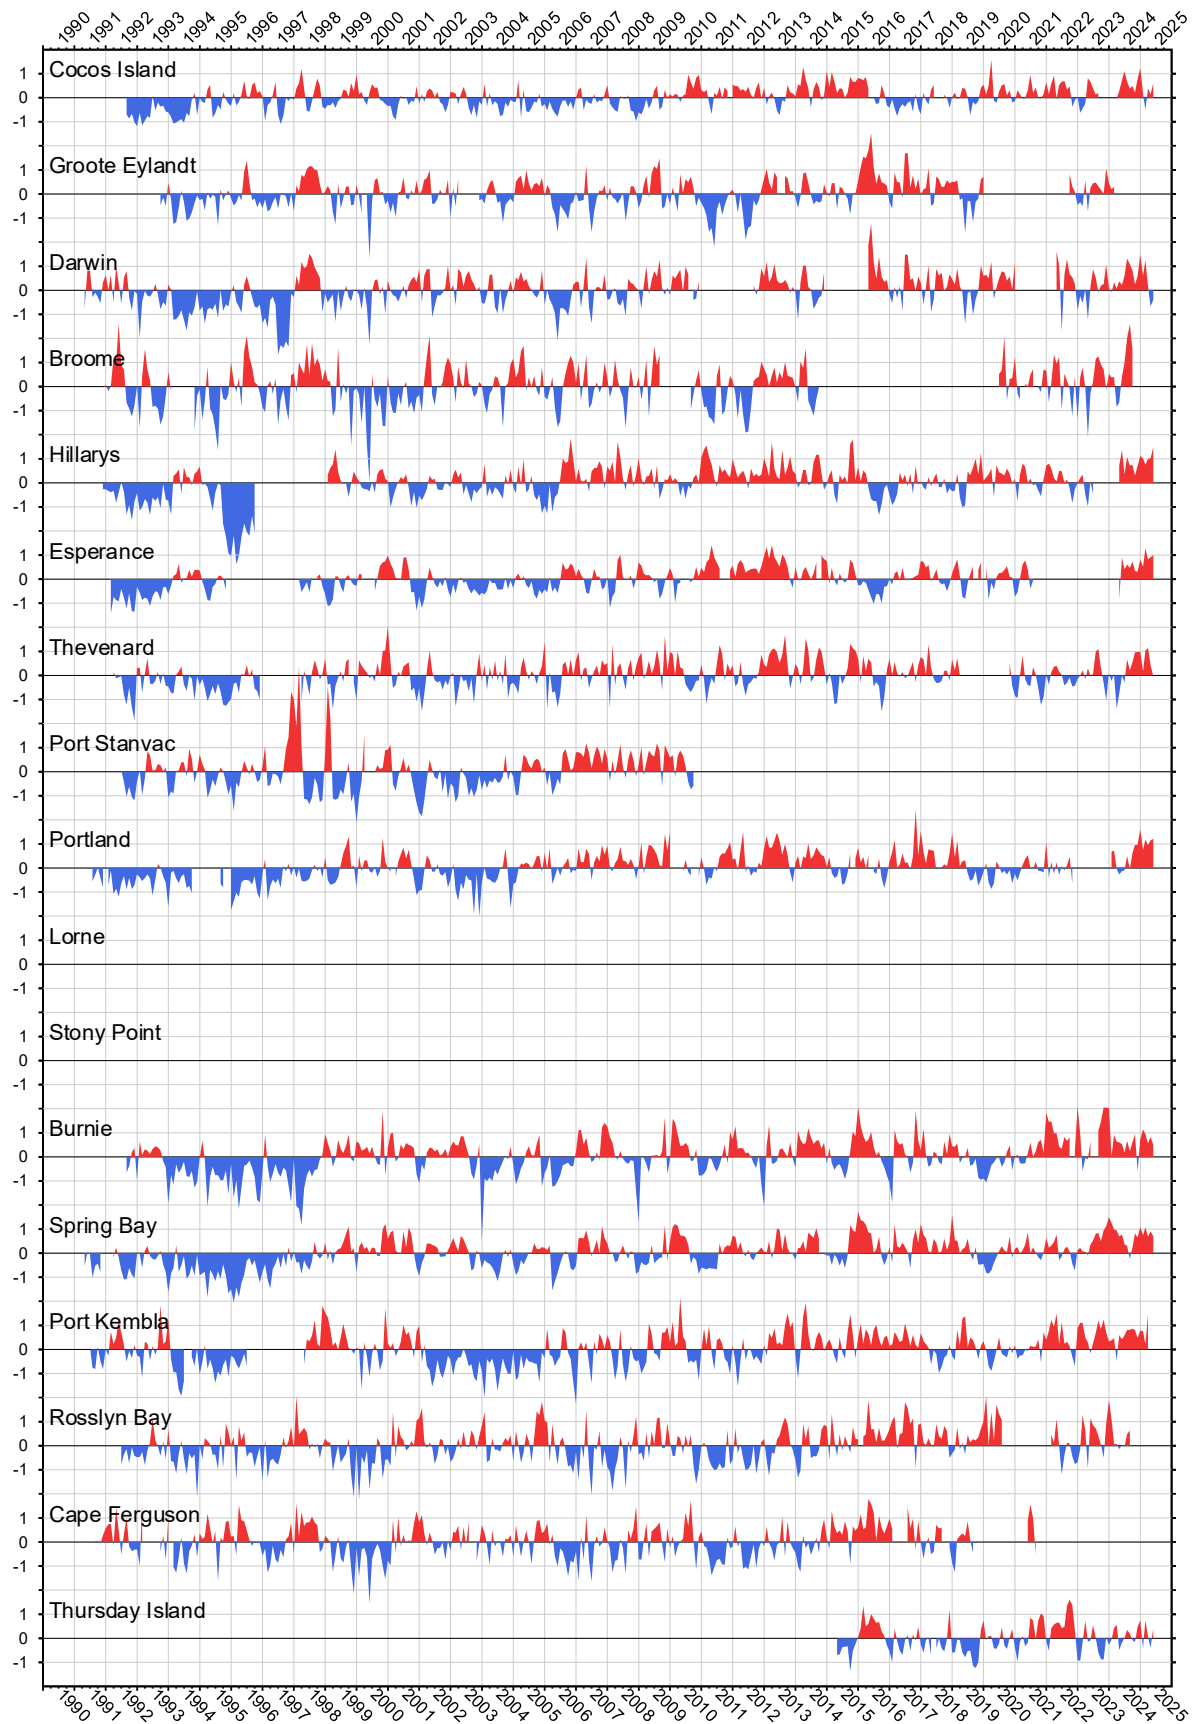 1990 1991 1992 1993 1994 1995 1996 1997 1998 1999 2000 2001 2002 2003 2004 2005 2006 2007 2008 2009 2010 2011 2012 2013 2014 2015 2016 2017 2018 2019 2020 2021 2022 2023 2024 2025
1
Cocos Island
0
-1
1
Groote Eylandt
0
-1
1
Darwin
0
-1
1
Broome
0
-1
1
Hillarys
0
-1
1
Esperance
0
-1
1
Thevenard
0
-1
1
Port Stanvac
0
-1
1
Portland
0
-1
1
Lorne
0
-1
1
Stony Point
0
-1
1
Burnie
0
-1
1
Spring Bay
0
-1
1
Port Kembla
0
-1
1
Rosslyn Bay
0
-1
1
Cape Ferguson
0
-1
1
Thursday Island
0
-1
1990 1991 1992 1993 1994 1995 1996 1997 1998 1999 2000 2001 2002 2003 2004 2005 2006 2007 2008 2009 2010 2011 2012 2013 2014 2015 2016 2017 2018 2019 2020 2021 2022 2023 2024 2025